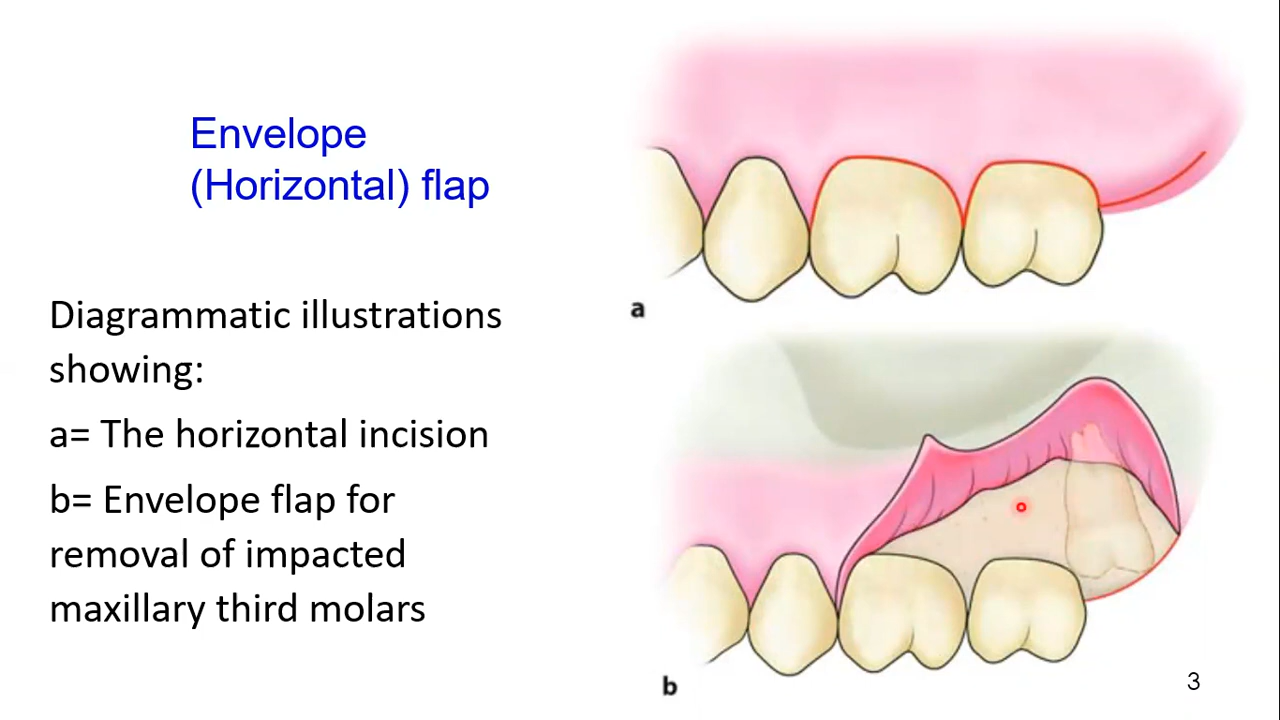 Envelope
(Horizontal) flap
Diagrammatic illustrations
showing:
a= The horizontal incision
b= Envelope flap for
removal of impacted
maxillary third molars
a
b
3